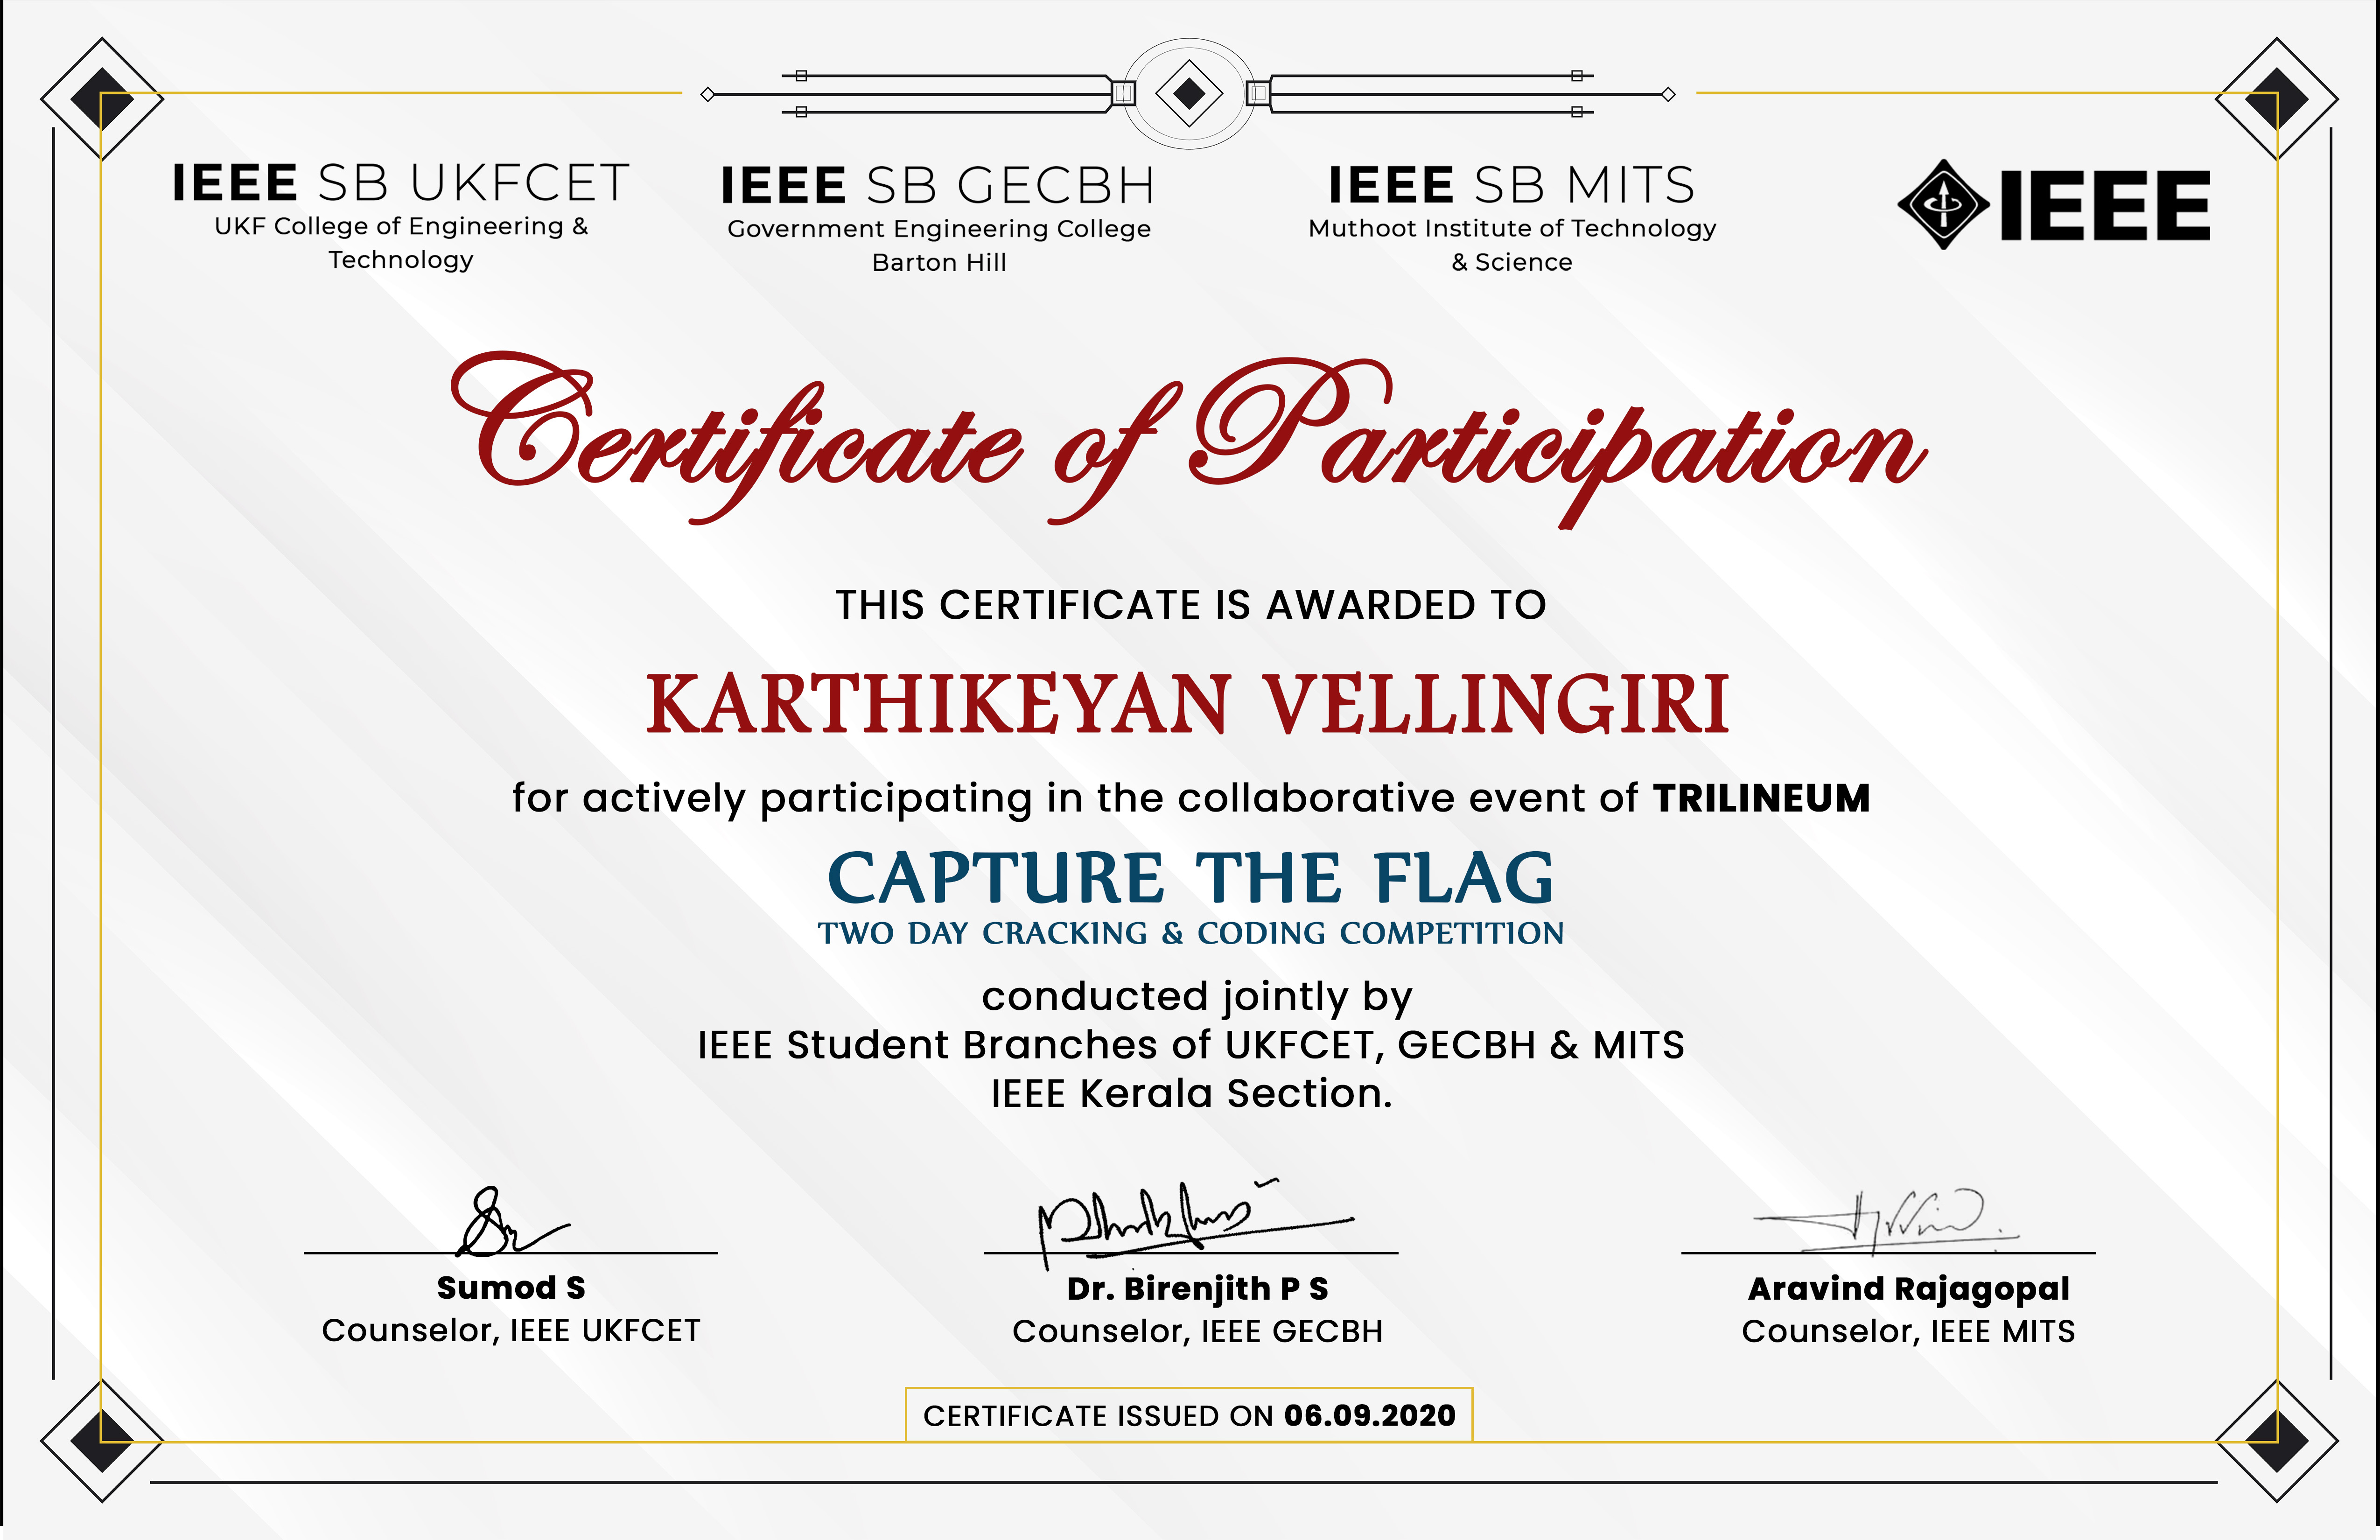 IEEE SB UKFCET
UKF College of Engineering &
Technology
IEEE SB GECBH
Government Engineering College
Barton Hill
IEEE SB MITS
Muthoot Institute of Technology
& Science
IEEE
Certificate of Participation
THIS CERTIFICATE IS AWARDED TO
KARTHIKEYAN VELLINGIRI
for actively participating in the collaborative event of TRILINEUM
CAPTURE THE FLAG
TWO DAY CRACKING & CODING COMPETITION
conducted jointly by
IEEE Student Branches of UKFCET, GECBH & MITS
IEEE Kerala Section.
Sumod S
Counselor, IEEE UKFCET
Dr. Birenjith P S
Counselor, IEEE GECBH
Aravind Rajagopal
Counselor, IEEE MITS
CERTIFICATE ISSUED ON 06.09.2020